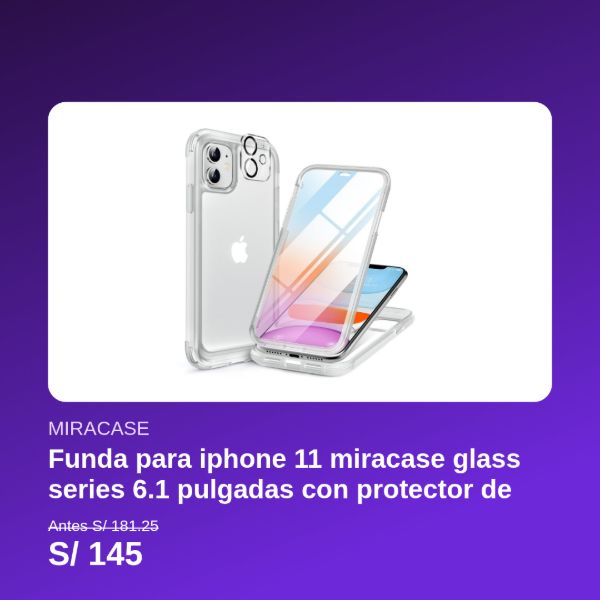 MIRACASE
Funda para iphone 11 miracase glass
series 6.1 pulgadas con protector de
Antes S/ 181.25
S/ 145